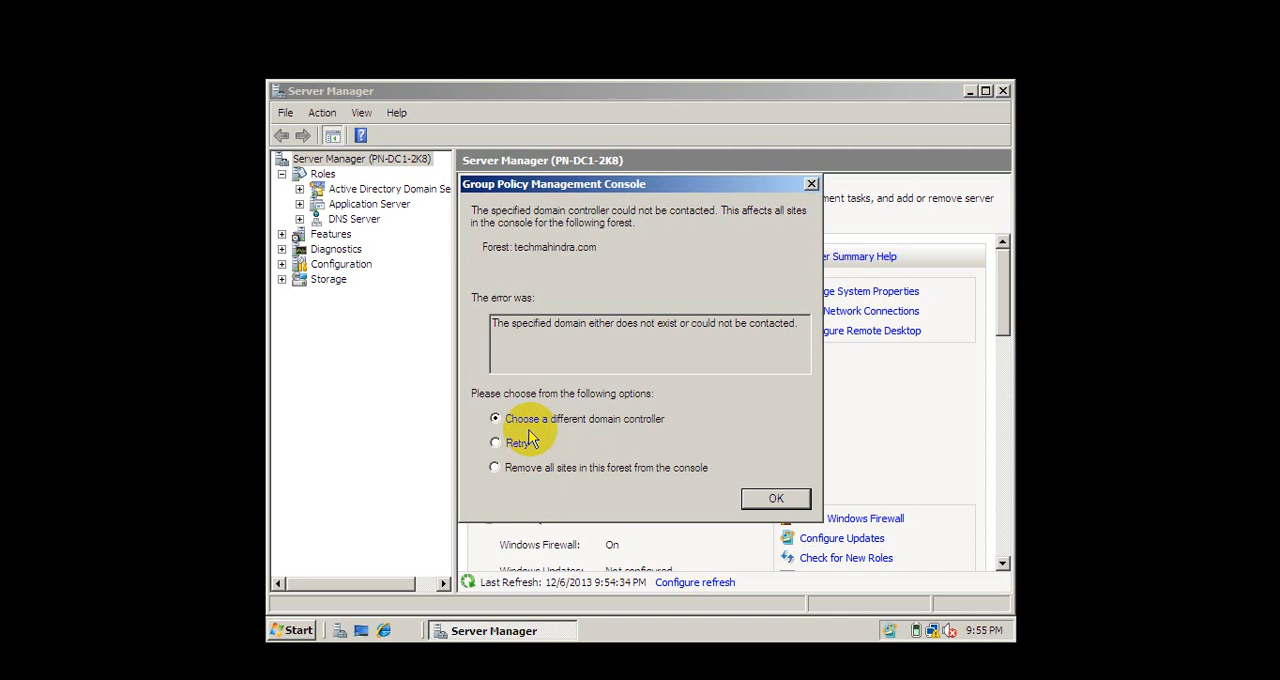 Server Manager
File Action View Help
Server Manager (PN-DC1-2K8)
Roles
Active Directory Domain Se
Application Server
DNS Server
Features
Diagnostics
Configuration
Storage
Server Manager (PN-DC1-2K8)
ment tasks, and add or remove server
r Summary Help
ge System Properties
Network Connections
gure Remote Desktop
Group Policy Management Console
The specified domain controller could not be contacted. This affects all sites
in the console for the following forest.
Forest: techmahindra.com
The error was:
The specified domain either does not exist or could not be contacted.
Please choose from the following options:
Choose a different domain controller
Retry
Remove all sites in this forest from the console
OK
Windows Firewall: On
Windows Firewall
Configure Updates
Check for New Roles
Windows Updates: Not configured
Last Refresh: 12/6/2013 9:54:34 PM Configure refresh
Start
Server Manager
9:55 PM